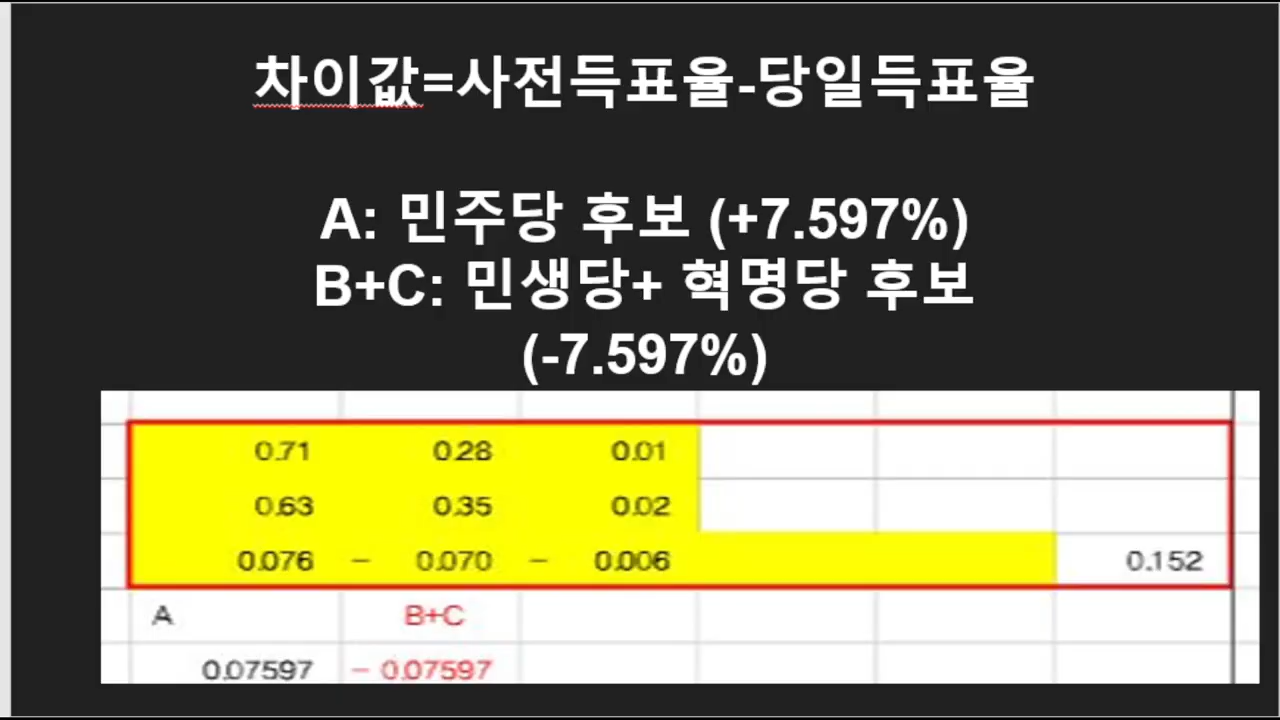 차이값=사전득표율-당일득표율
A: 민주당 후보 (+7.597%)
B+C: 민생당+ 혁명당 후보
(-7.597%)
0.71 0.28 0.01
0.63 0.35 0.02
0.076 - 0.070 - 0.006 0.152
A B+C
0.07597 - 0.07597